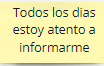 Todos los dias
estoy atento a
informarme